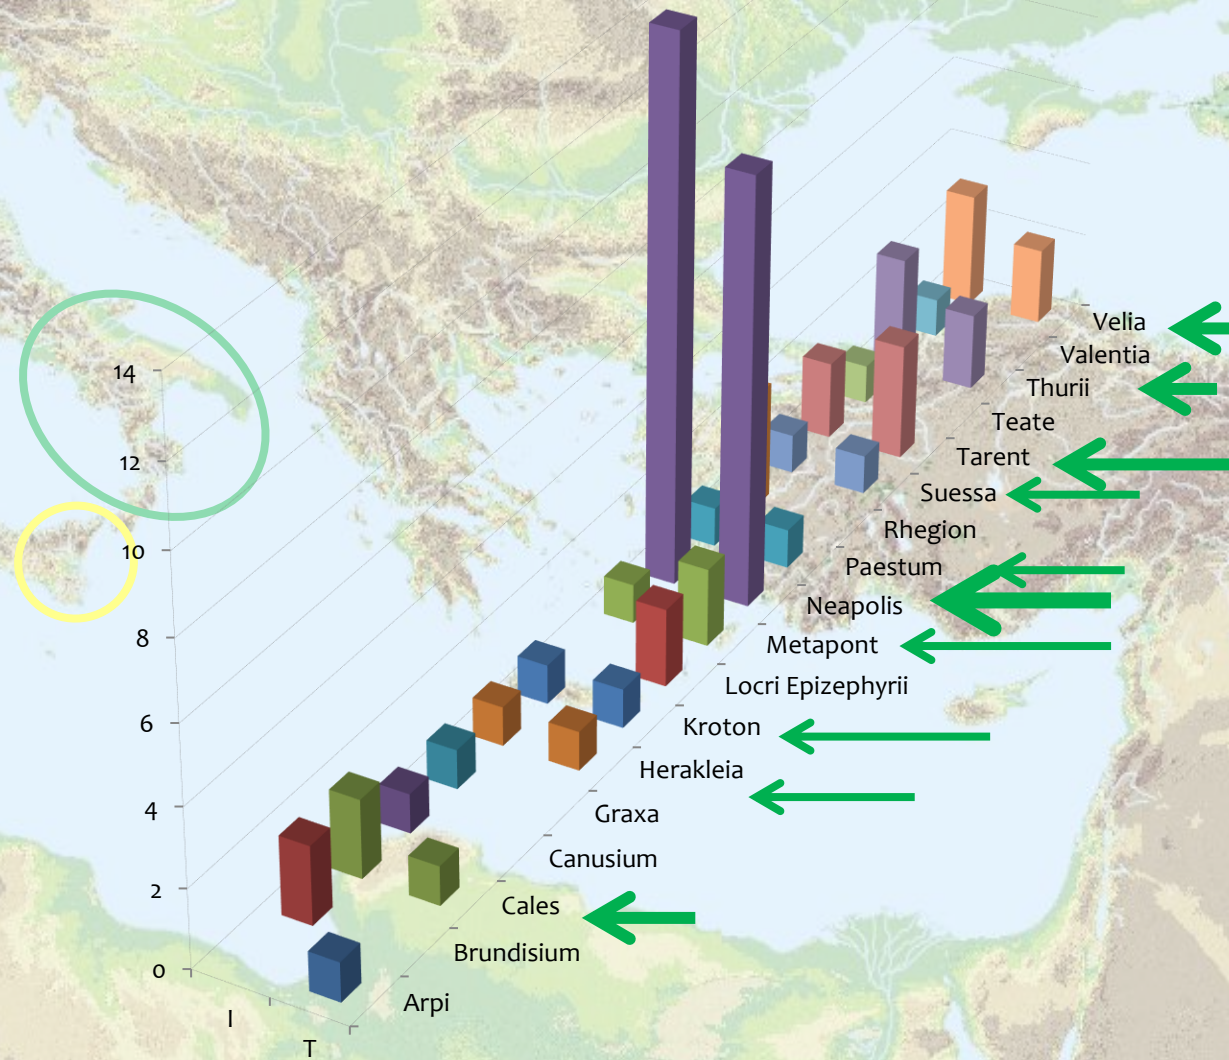 14
12
10
8
6
4
2
0
I
T
Velia
Valentia
Thurii
Teate
Tarent
Suessa
Rhegion
Paestum
Neapolis
Metapont
Locri Epizephyrii
Kroton
Herakleia
Graxa
Canusium
Cales
Brundisium
Arpi